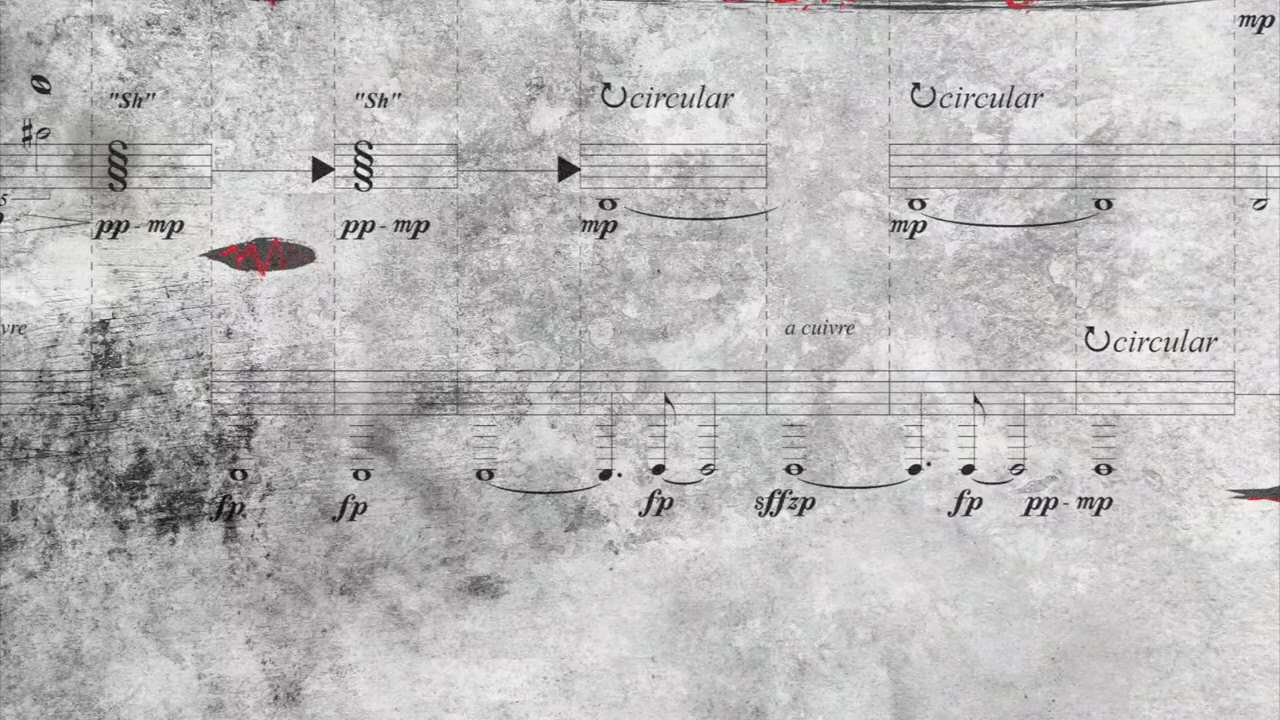 mp
"Sh" "Sh" circular circular
pp - mp pp - mp mp mp
vre a cuivre circular
fp fp fp sffzp fp pp - mp